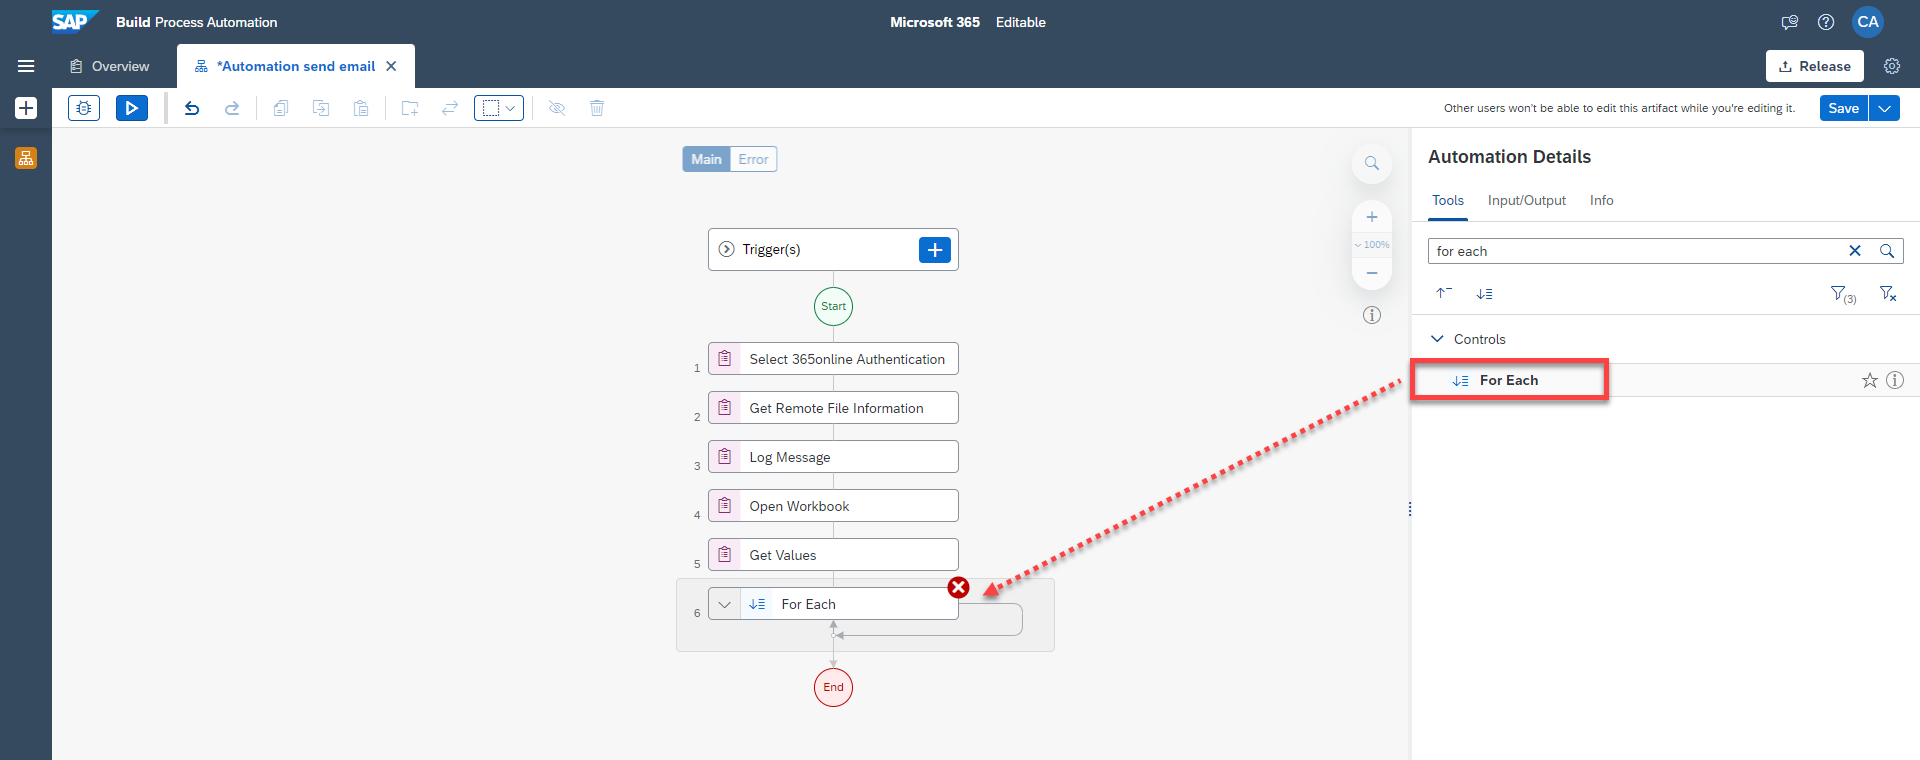 SAP Build Process Automation
Microsoft 365 Editable
CA
Overview
*Automation send email
Release
Other users won't be able to edit this artifact while you're editing it.
Save
Main Error
100%
Trigger(s)
Start
1 Select 365online Authentication
2 Get Remote File Information
3 Log Message
4 Open Workbook
5 Get Values
6 For Each
End
Automation Details
Tools Input/Output Info
for each
(3)
Controls
For Each